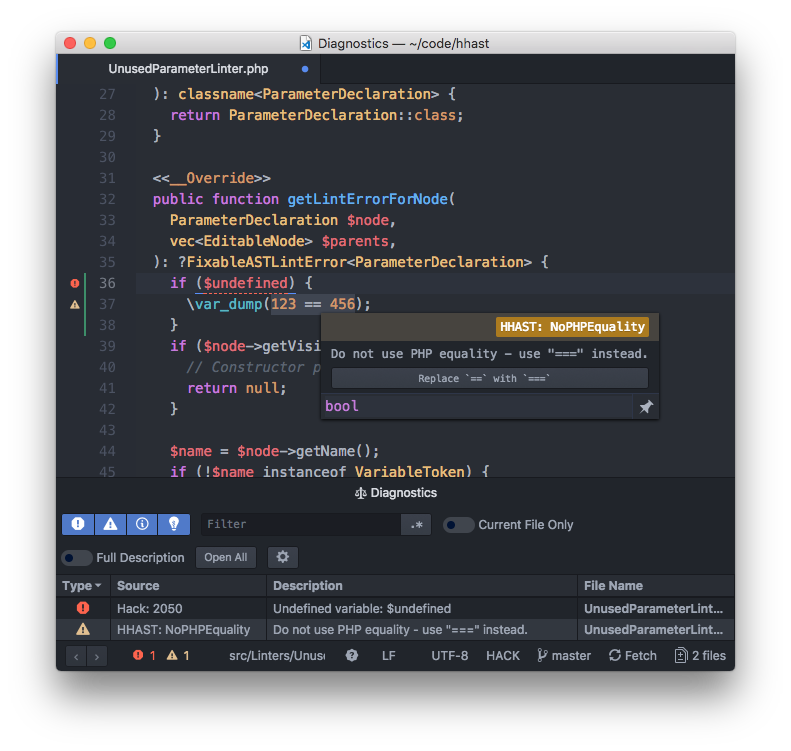 Diagnostics — ~/code/hhast
UnusedParameterLinter.php
27 ): classname<ParameterDeclaration> {
28 return ParameterDeclaration::class;
29 }
30
31 <<__Override>>
32 public function getLintErrorForNode(
33 ParameterDeclaration $node,
34 vec<EditableNode> $parents,
35 ): ?FixableASTLintError<ParameterDeclaration> {
36 if ($undefined) {
37 \var_dump(123 == 456);
38 }
HHAST: NoPHPEquality
39 if ($node->getVisi
Do not use PHP equality - use "===" instead.
40 // Constructor p
Replace `==` with `===`
41 return null;
bool
42 }
43
44 $name = $node->getName();
45 if (!$name instanceof VariableToken) {
Diagnostics
Filter .* Current File Only
Full Description Open All
Type Source Description File Name
Hack: 2050 Undefined variable: $undefined UnusedParameterLint...
HHAST: NoPHPEquality Do not use PHP equality - use "===" instead. UnusedParameterLint...
1 1 src/Linters/Unus LF UTF-8 HACK master Fetch 2 files